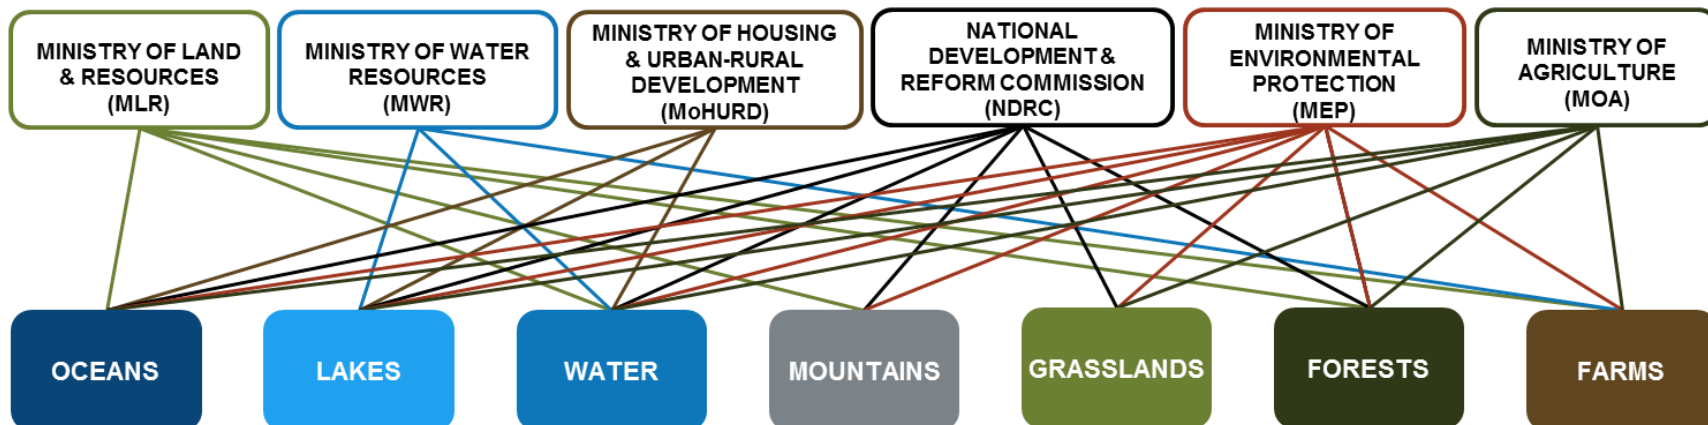 MINISTRY OF LAND
& RESOURCES
(MLR)
MINISTRY OF WATER
RESOURCES
(MWR)
MINISTRY OF HOUSING
& URBAN-RURAL
DEVELOPMENT
(MoHURD)
NATIONAL
DEVELOPMENT &
REFORM COMMISSION
(NDRC)
MINISTRY OF
ENVIRONMENTAL
PROTECTION
(MEP)
MINISTRY OF
AGRICULTURE
(MOA)
OCEANS
LAKES
WATER
MOUNTAINS
GRASSLANDS
FORESTS
FARMS